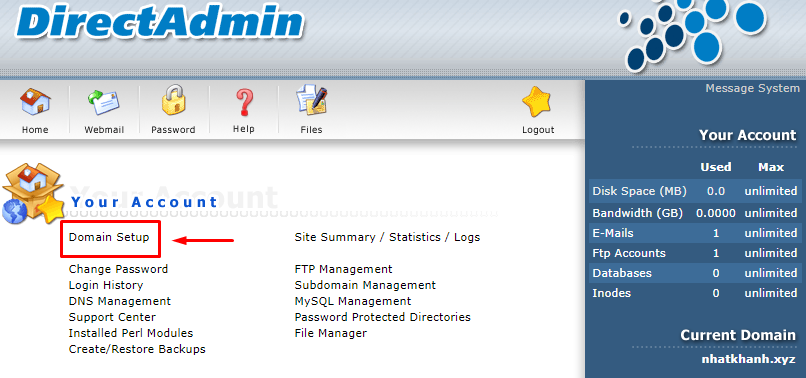 DirectAdmin
Message System
Home Webmail Password Help Files Logout
Your Account
Used Max
Disk Space (MB) 0.0 unlimited
Bandwidth (GB) 0.0000 unlimited
E-Mails 1 unlimited
Ftp Accounts 1 unlimited
Databases 0 unlimited
Inodes 0 unlimited
Current Domain
nhatkhanh.xyz
Your Account
Your Account
Domain Setup Site Summary / Statistics / Logs
Change Password FTP Management
Login History Subdomain Management
DNS Management MySQL Management
Support Center Password Protected Directories
Installed Perl Modules File Manager
Create/Restore Backups